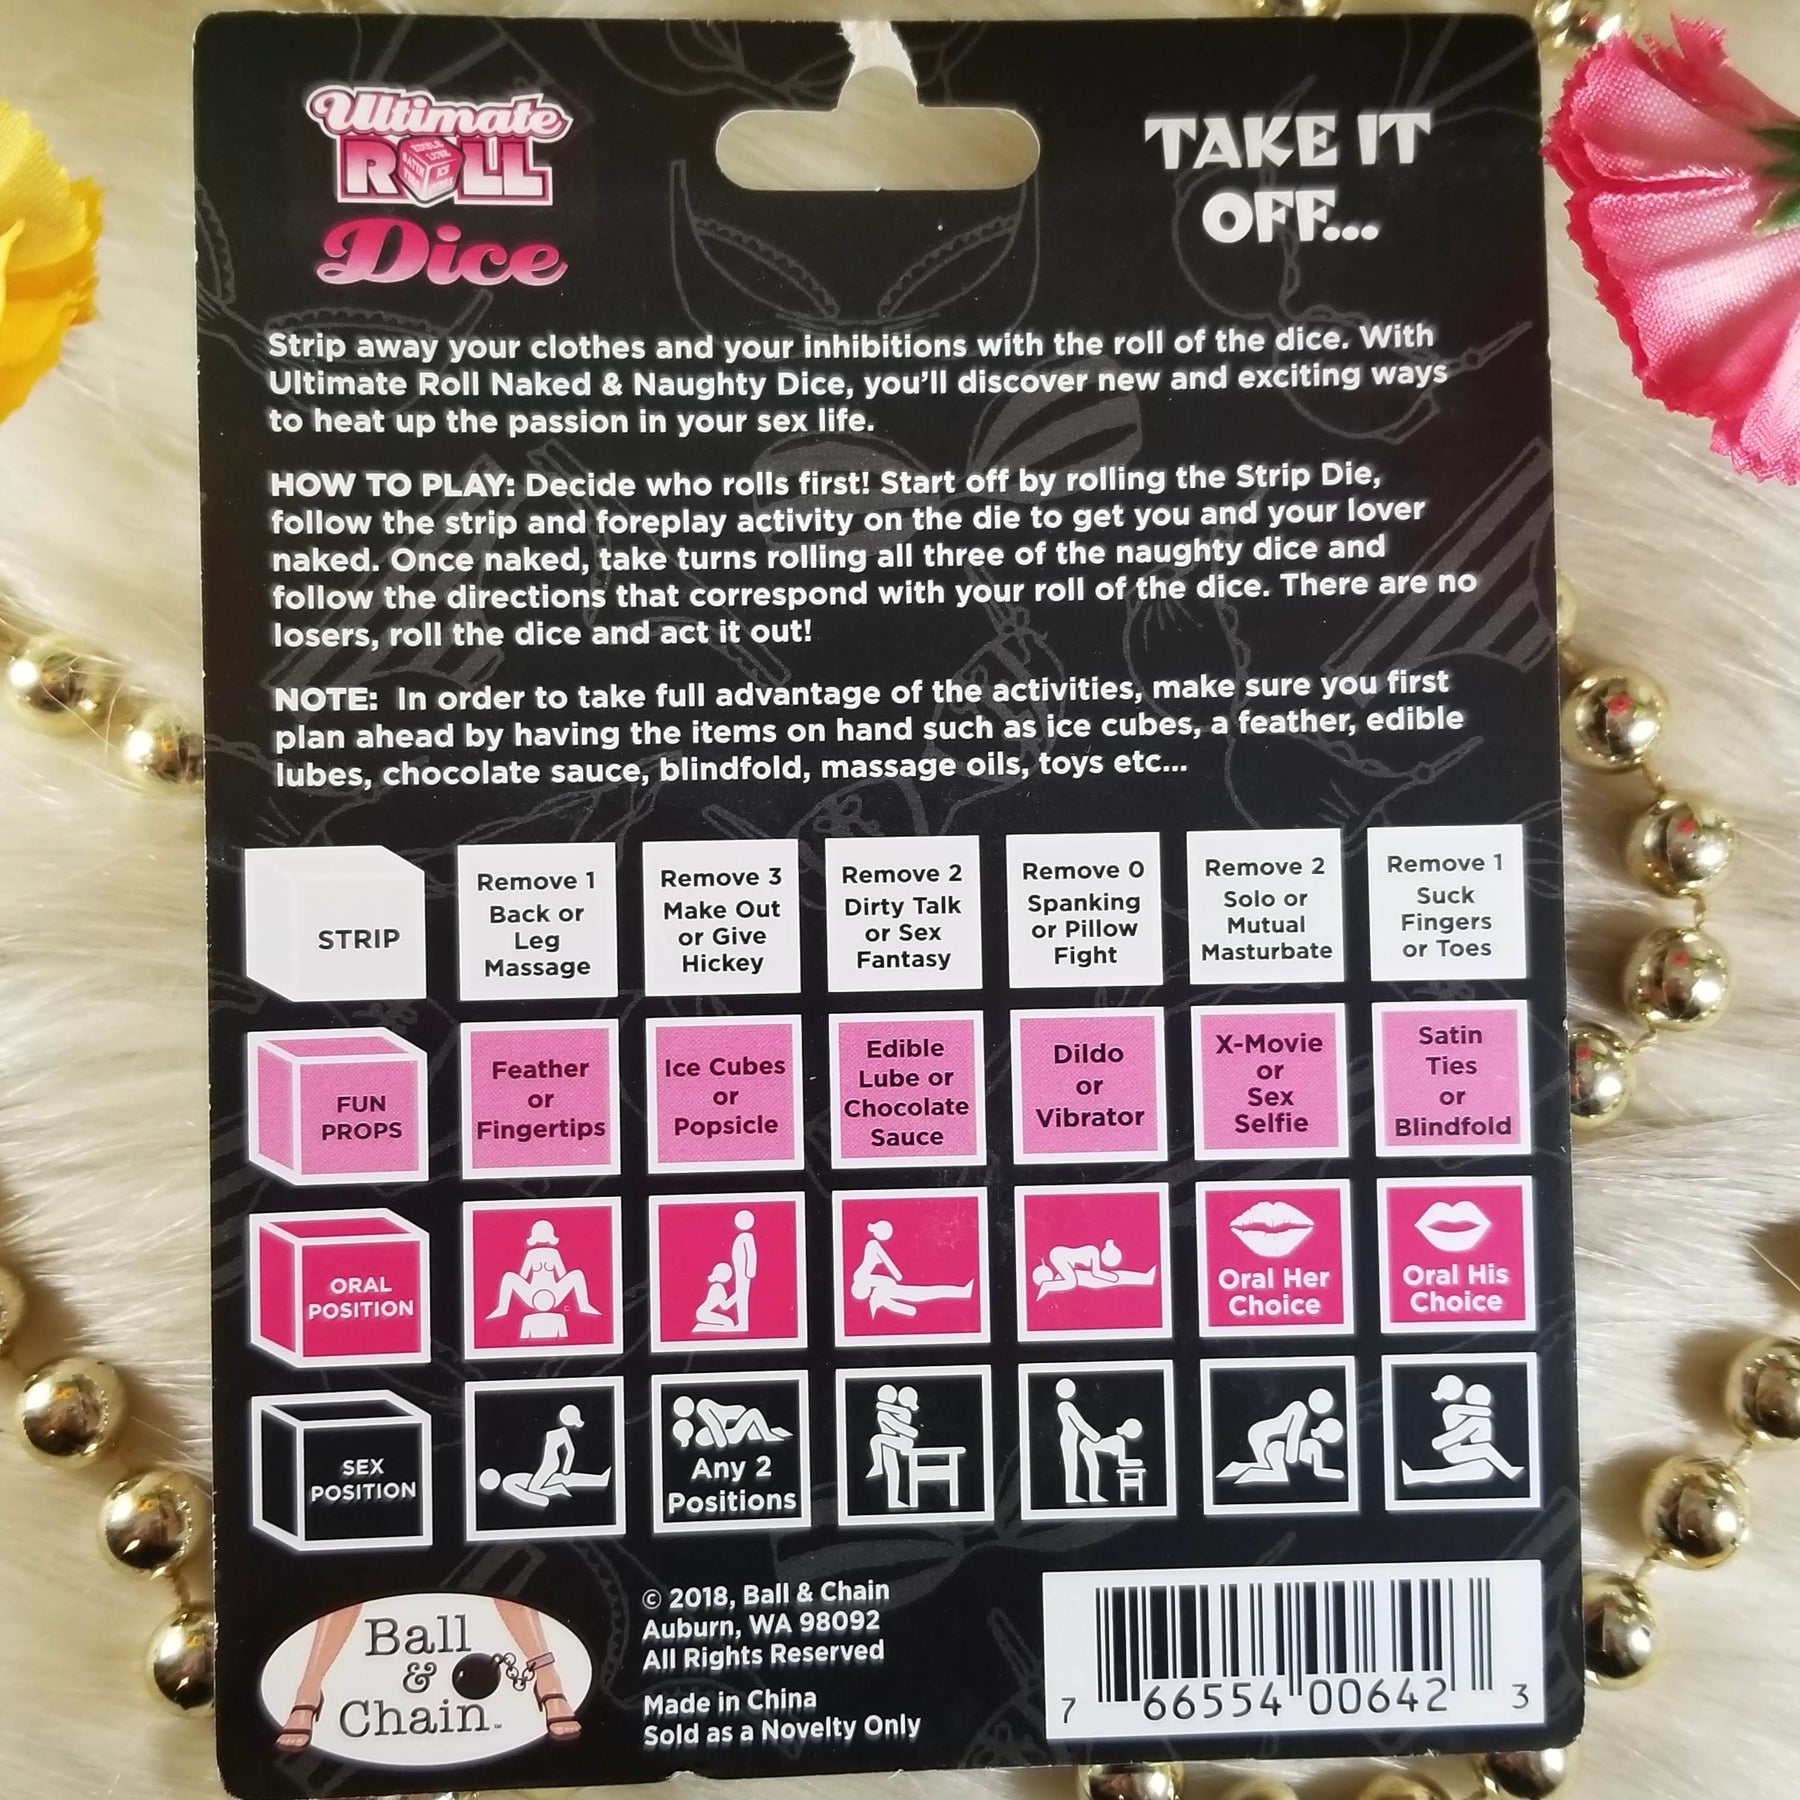 Ultimate
ROLL
EDIBLE
LUBE
Dice
TAKE IT
OFF...
Strip away your clothes and your inhibitions with the roll of the dice. With
Ultimate Roll Naked & Naughty Dice, you'll discover new and exciting ways
to heat up the passion in your sex life.
HOW TO PLAY: Decide who rolls first! Start off by rolling the Strip Die,
follow the strip and foreplay activity on the die to get you and your lover
naked. Once naked, take turns rolling all three of the naughty dice and
follow the directions that correspond with your roll of the dice. There are no
losers, roll the dice and act it out!
NOTE: In order to take full advantage of the activities, make sure you first
plan ahead by having the items on hand such as ice cubes, a feather, edible
lubes, chocolate sauce, blindfold, massage oils, toys etc...
STRIP
Remove 1
Back or
Leg
Massage
Remove 3
Make Out
or Give
Hickey
Remove 2
Dirty Talk
or Sex
Fantasy
Remove 0
Spanking
or Pillow
Fight
Remove 2
Solo or
Mutual
Masturbate
Remove 1
Suck
Fingers
or Toes
FUN
PROPS
Feather
or
Fingertips
Ice Cubes
or
Popsicle
Edible
Lube or
Chocolate
Sauce
Dildo
or
Vibrator
X-Movie
or
Sex
Selfie
Satin
Ties
or
Blindfold
ORAL
POSITION
Oral Her
Choice
Oral His
Choice
SEX
POSITION
Any 2
Positions
Ball
&
Chain™
© 2018, Ball & Chain
Auburn, WA 98092
All Rights Reserved
Made in China
Sold as a Novelty Only
7 66554 00642 3